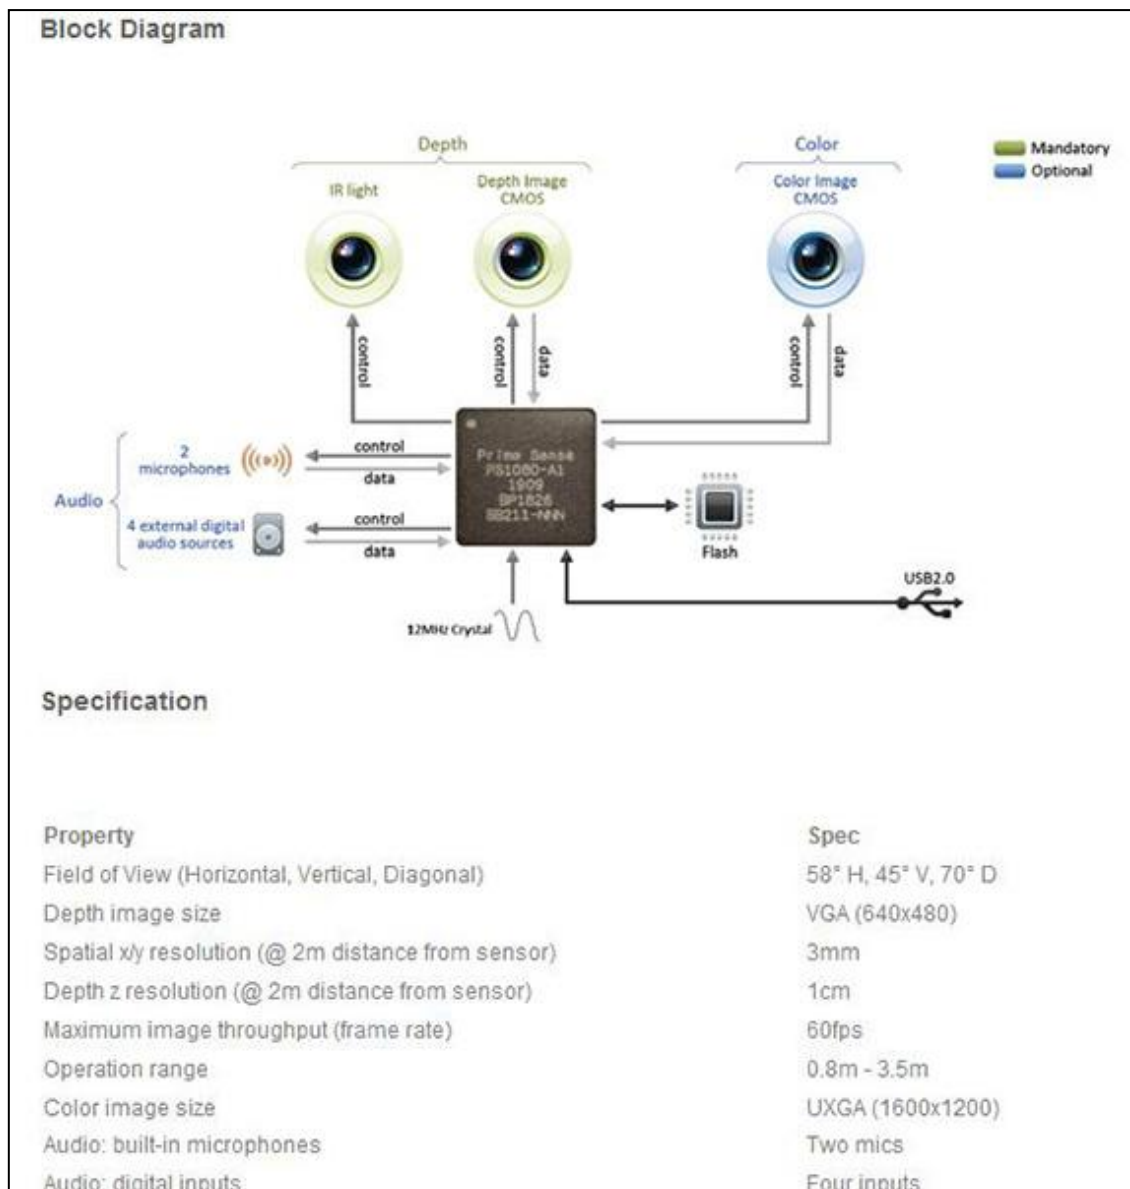 Block Diagram
Depth
Color
Mandatory
Optional
IR light
Depth Image
CMOS
Color Image
CMOS
control
control
data
control
data
2
microphones
control
data
Audio
4 external digital
audio sources
control
data
Prime Sense
PS1080-A1
1909
BP1826
BB211-NNN
Flash
USB2.0
12MHz Crystal
Specification
Property Spec
Field of View (Horizontal, Vertical, Diagonal) 58° H, 45° V, 70° D
Depth image size VGA (640x480)
Spatial x/y resolution (@ 2m distance from sensor) 3mm
Depth z resolution (@ 2m distance from sensor) 1cm
Maximum image throughput (frame rate) 60fps
Operation range 0.8m - 3.5m
Color image size UXGA (1600x1200)
Audio: built-in microphones Two mics
Audio: digital inputs Four inputs